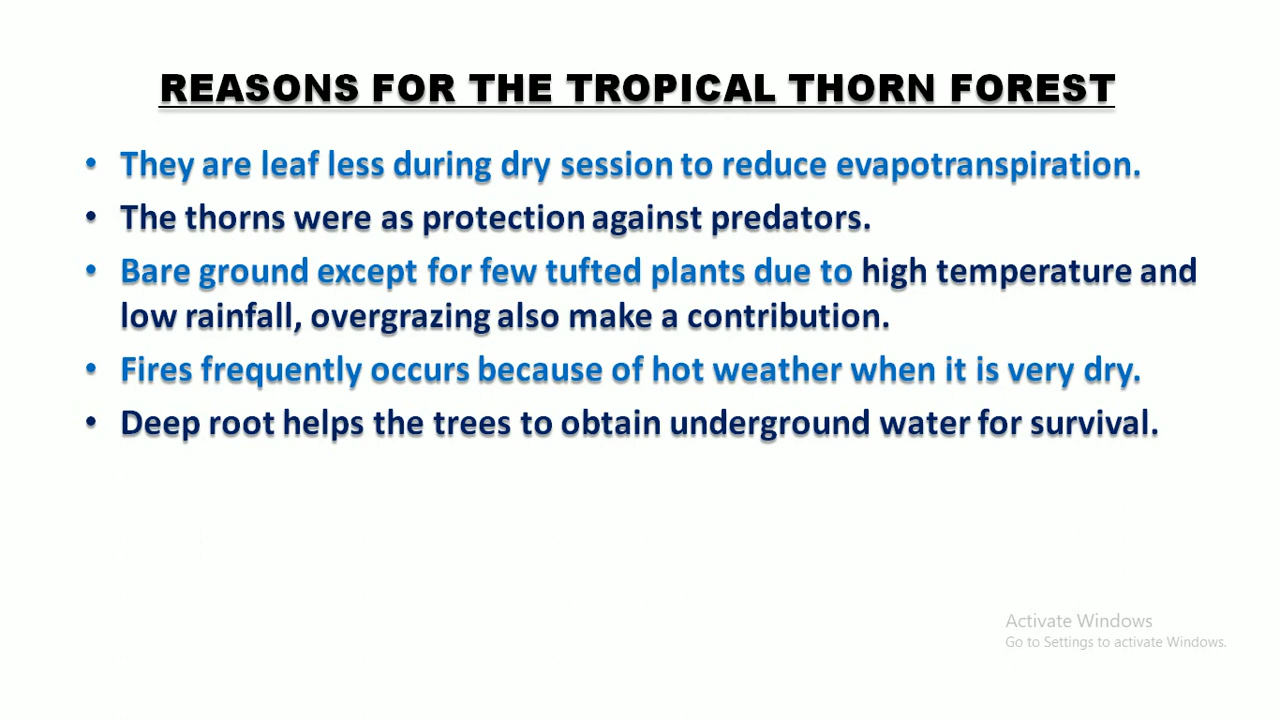 REASONS FOR THE TROPICAL THORN FOREST
• They are leaf less during dry session to reduce evapotranspiration.
• The thorns were as protection against predators.
• Bare ground except for few tufted plants due to high temperature and
low rainfall, overgrazing also make a contribution.
• Fires frequently occurs because of hot weather when it is very dry.
• Deep root helps the trees to obtain underground water for survival.
Activate Windows
Go to Settings to activate Windows.